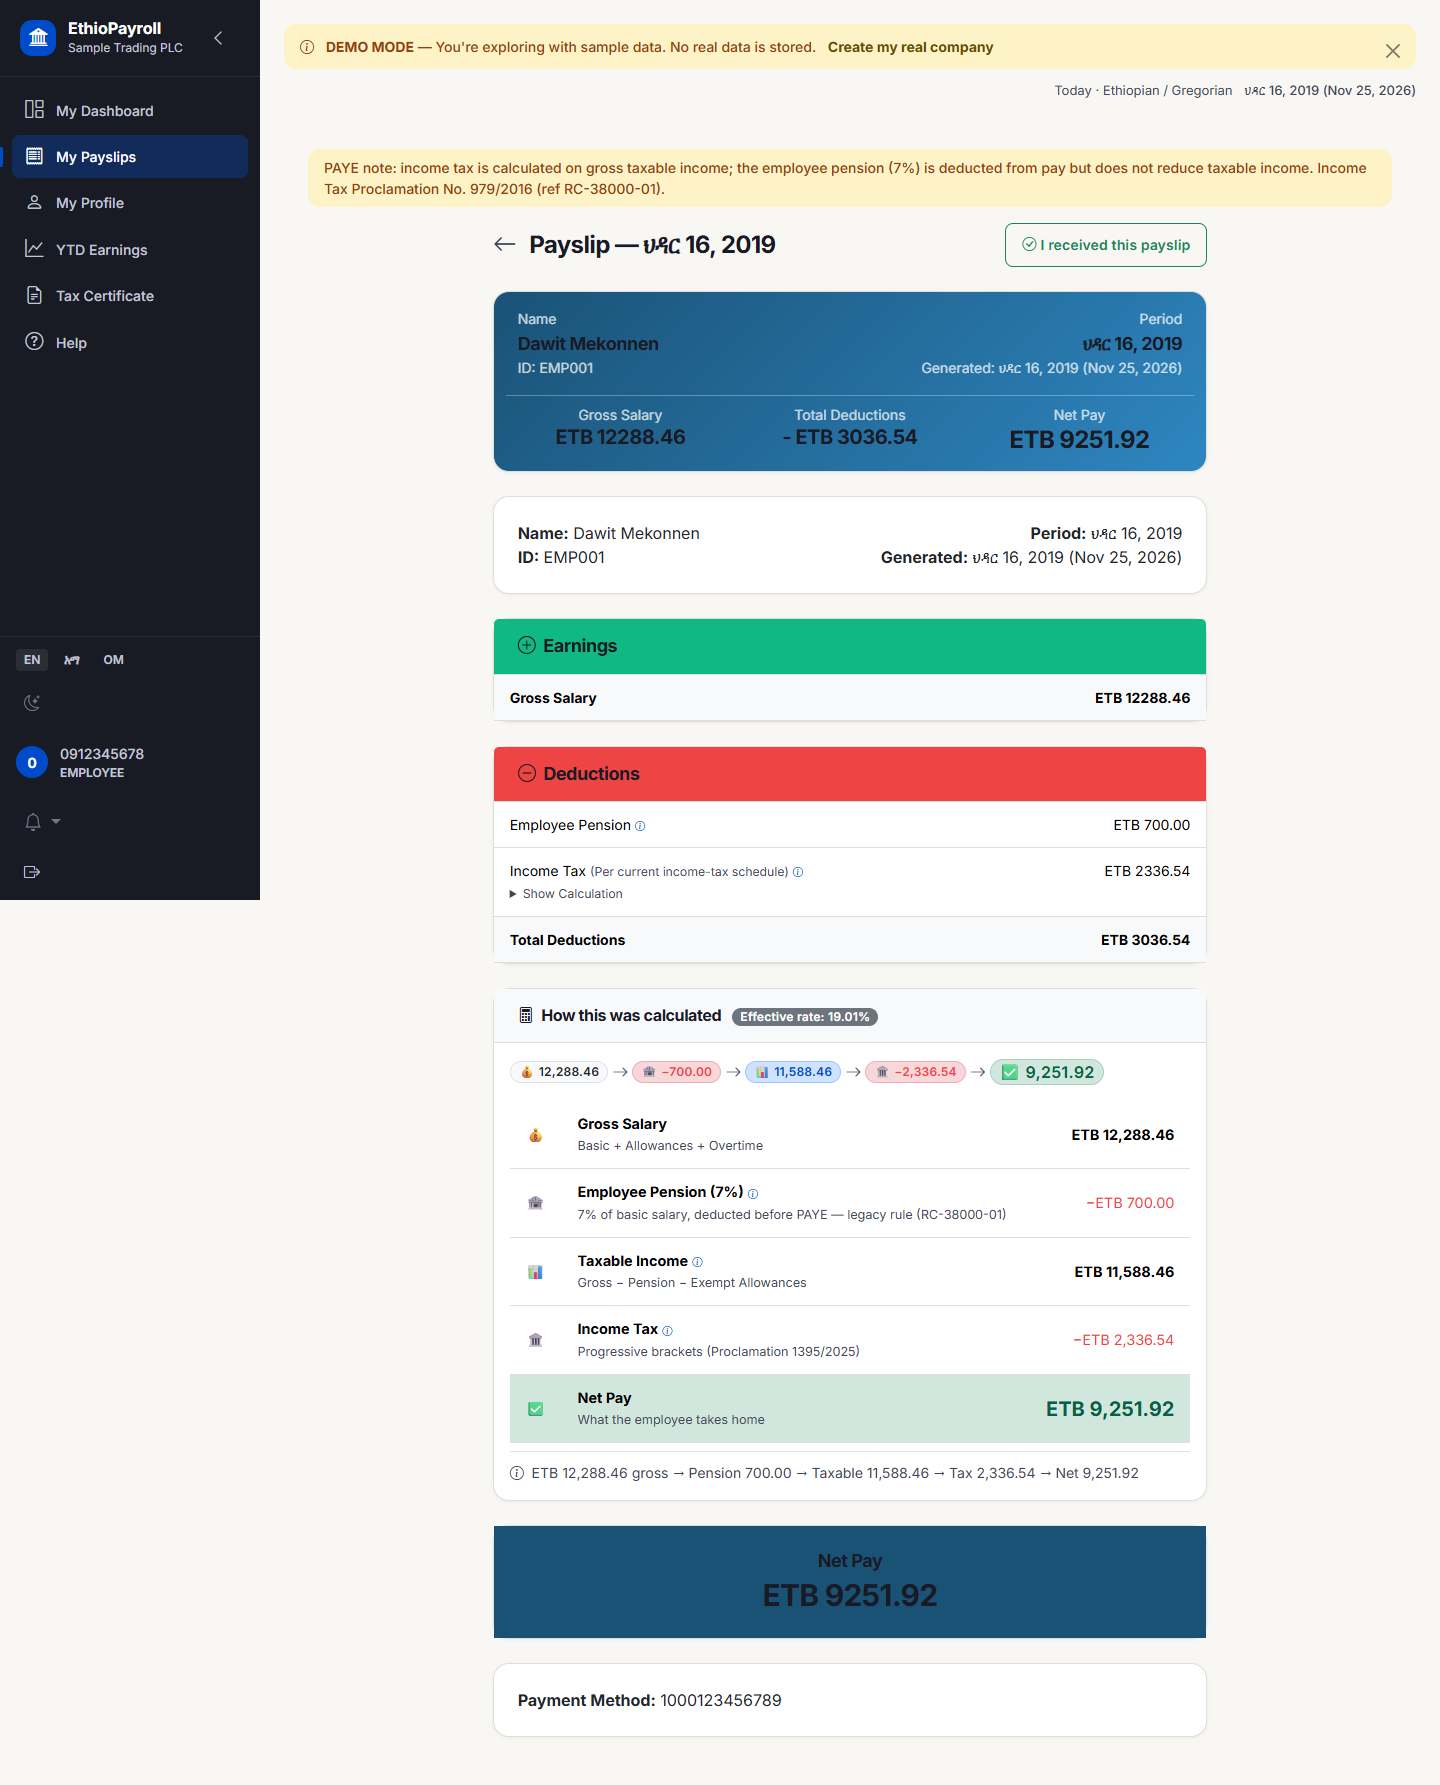 EthioPayroll
Sample Trading PLC
My Dashboard
My Payslips
My Profile
YTD Earnings
Tax Certificate
Help
EN አማ OM
0
0912345678
EMPLOYEE
DEMO MODE — You're exploring with sample data. No real data is stored. Create my real company
Today · Ethiopian / Gregorian ህዳር 16, 2019 (Nov 25, 2026)
PAYE note: income tax is calculated on gross taxable income; the employee pension (7%) is deducted from pay but does not reduce taxable income. Income
Tax Proclamation No. 979/2016 (ref RC-38000-01).
Payslip — ህዳር 16, 2019
I received this payslip
Name Period
Dawit Mekonnen ህዳር 16, 2019
ID: EMP001 Generated: ህዳር 16, 2019 (Nov 25, 2026)
Gross Salary Total Deductions Net Pay
ETB 12288.46 - ETB 3036.54 ETB 9251.92
Name: Dawit Mekonnen Period: ህዳር 16, 2019
ID: EMP001 Generated: ህዳር 16, 2019 (Nov 25, 2026)
Earnings
Gross Salary ETB 12288.46
Deductions
Employee Pension ETB 700.00
Income Tax (Per current income-tax schedule) ETB 2336.54
Show Calculation
Total Deductions ETB 3036.54
How this was calculated Effective rate: 19.01%
12,288.46 → −700.00 → 11,588.46 → −2,336.54 → 9,251.92
Gross Salary
Basic + Allowances + Overtime
ETB 12,288.46
Employee Pension (7%)
7% of basic salary, deducted before PAYE — legacy rule (RC-38000-01)
−ETB 700.00
Taxable Income
Gross − Pension − Exempt Allowances
ETB 11,588.46
Income Tax
Progressive brackets (Proclamation 1395/2025)
−ETB 2,336.54
Net Pay
What the employee takes home
ETB 9,251.92
ETB 12,288.46 gross → Pension 700.00 → Taxable 11,588.46 → Tax 2,336.54 → Net 9,251.92
Net Pay
ETB 9251.92
Payment Method: 1000123456789